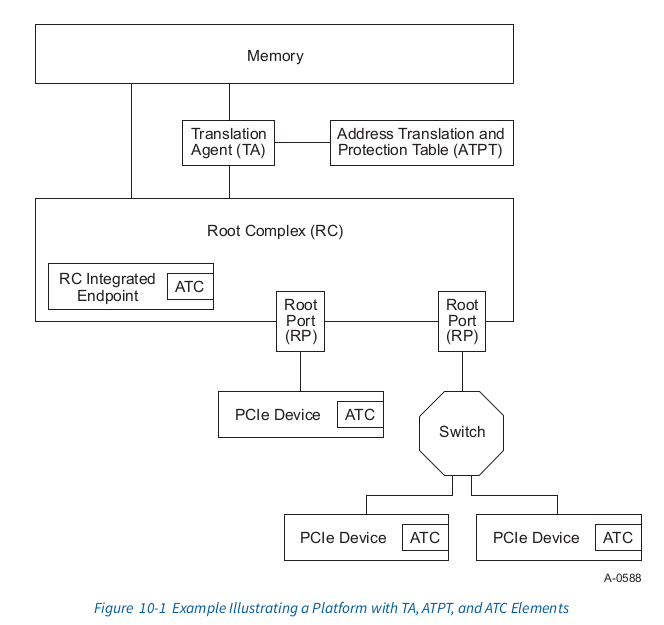 Memory
Translation
Agent (TA)
Address Translation and
Protection Table (ATPT)
Root Complex (RC)
RC Integrated
Endpoint
ATC
Root
Port
(RP)
Root
Port
(RP)
PCIe Device
ATC
Switch
PCIe Device
ATC
PCIe Device
ATC
A-0588
Figure 10-1 Example Illustrating a Platform with TA, ATPT, and ATC Elements